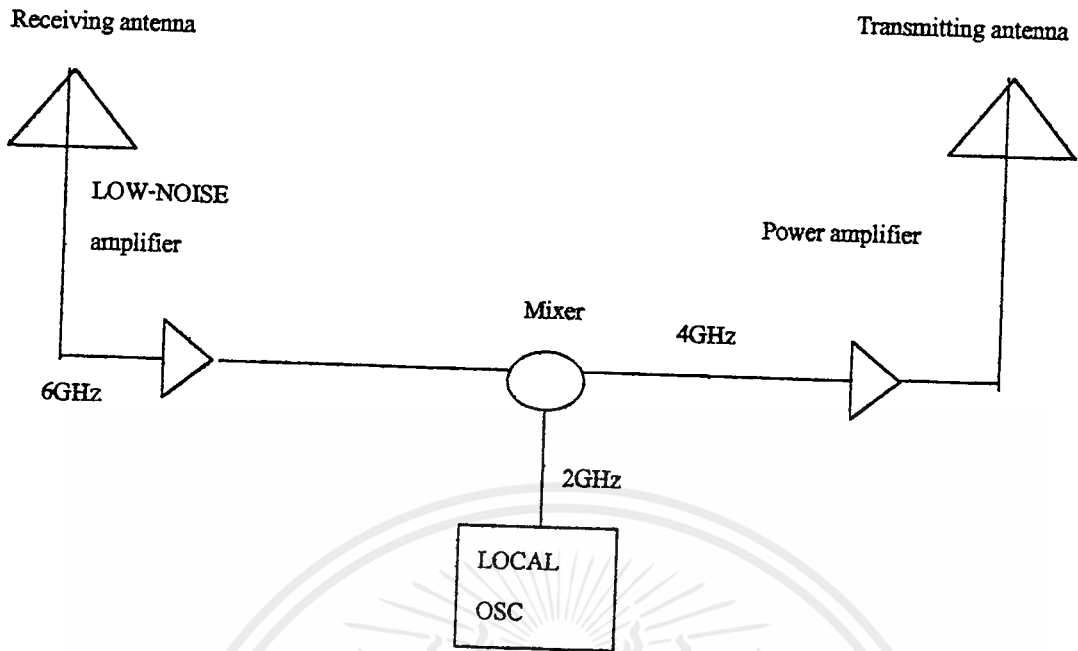 Receiving antenna
Transmitting antenna
LOW-NOISE
amplifier
Power amplifier
Mixer
4GHz
6GHz
2GHz
LOCAL
OSC